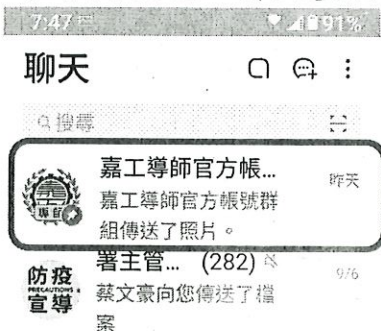 7:47
91%
聊天
搜尋
嘉工導師官方帳...
昨天
嘉工導師官方帳號群
組傳送了照片。
署主管... (282)
9/6
防疫
PRECAUTIONS
宣導
蔡文豪向您傳送了檔
案